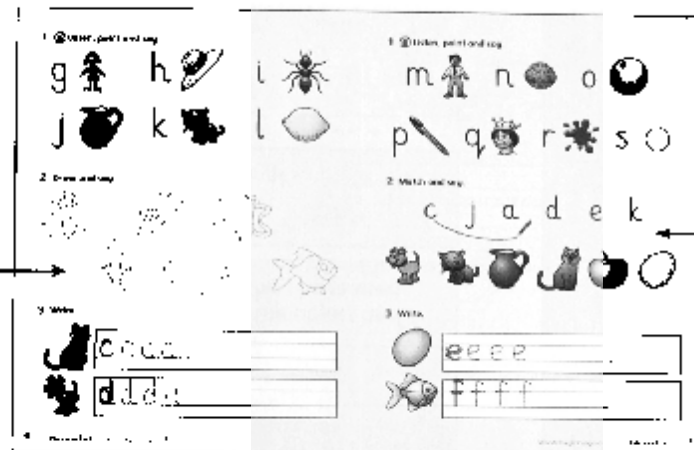 1 Listen, point and say.
g h i
j k l
2 Draw and say.
3 Write.
c c c c
d d d d
1 Listen, point and say.
m n o
p q r s
2 Match and say.
c j a d e k
3 Write.
e e e e
f f f f